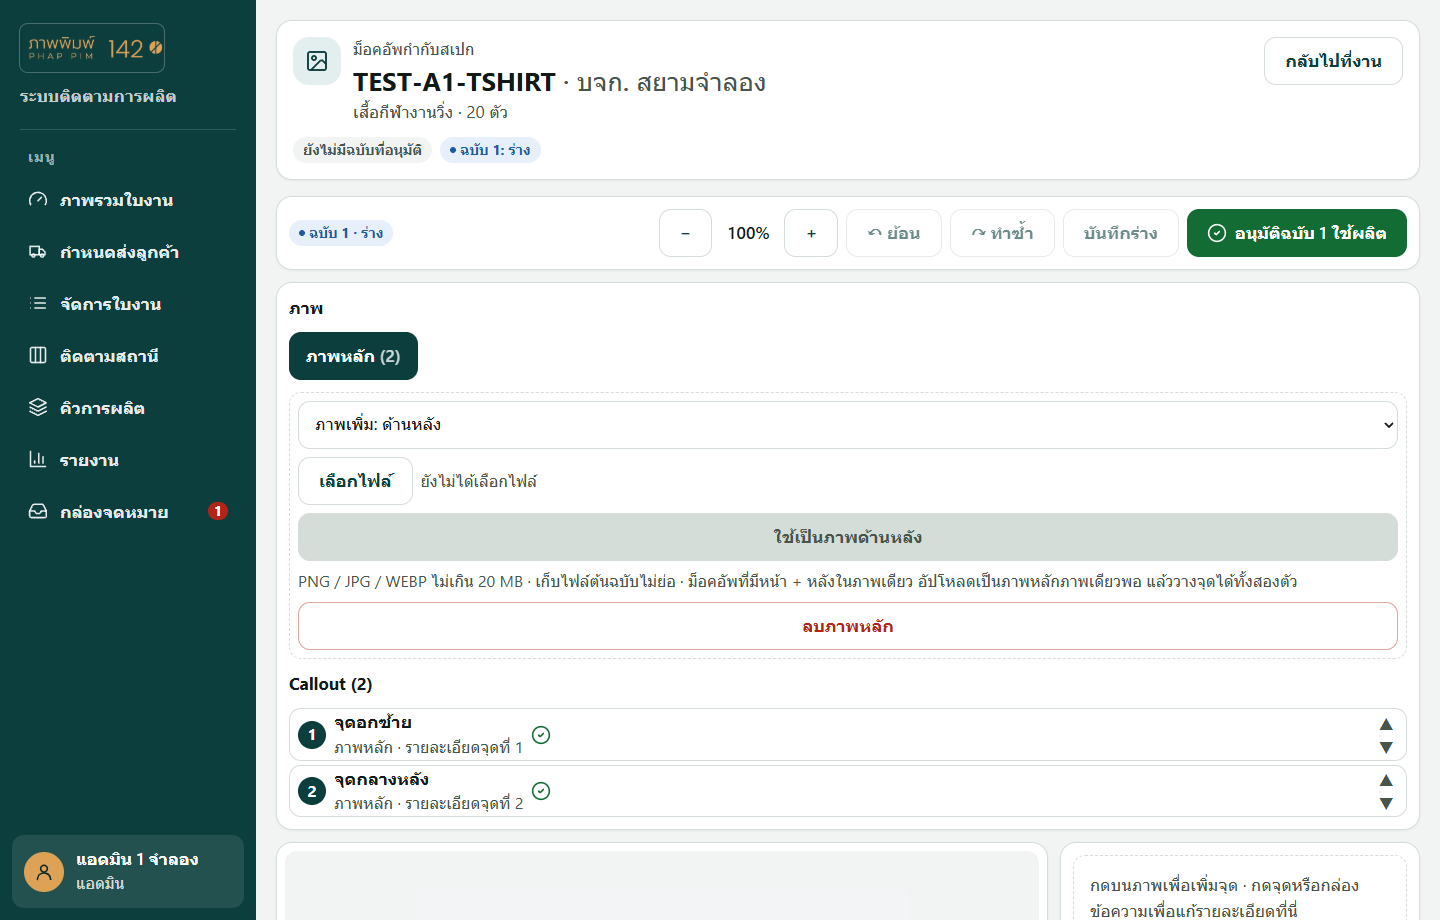 ภาพพิมพ์ 142
PHAP PIM
ระบบติดตามการผลิต
เมนู
ภาพรวมใบงาน
กำหนดส่งลูกค้า
จัดการใบงาน
ติดตามสถานี
คิวการผลิต
รายงาน
กล่องจดหมาย 1
แอดมิน 1 จำลอง
แอดมิน
ม็อคอัพกำกับสเปก
TEST-A1-TSHIRT · บจก. สยามจำลอง
เสื้อกีฬางานวิ่ง · 20 ตัว
ยังไม่มีฉบับที่อนุมัติ ฉบับ 1: ร่าง
กลับไปที่งาน
ฉบับ 1 · ร่าง − 100% + ย้อน ทำซ้ำ บันทึกร่าง อนุมัติฉบับ 1 ใช้ผลิต
ภาพ
ภาพหลัก (2)
ภาพเพิ่ม: ด้านหลัง
เลือกไฟล์ ยังไม่ได้เลือกไฟล์
ใช้เป็นภาพด้านหลัง
PNG / JPG / WEBP ไม่เกิน 20 MB · เก็บไฟล์ต้นฉบับไม่ย่อ · ม็อคอัพที่มีหน้า + หลังในภาพเดียว อัปโหลดเป็นภาพหลักภาพเดียวพอ แล้ววางจุดได้ทั้งสองตัว
ลบภาพหลัก
Callout (2)
1 จุดอกซ้าย
ภาพหลัก · รายละเอียดจุดที่ 1
2 จุดกลางหลัง
ภาพหลัก · รายละเอียดจุดที่ 2
กดบนภาพเพื่อเพิ่มจุด · กดจุดหรือกล่อง
ข้อความเพื่อแก้รายละเอียดที่นี่